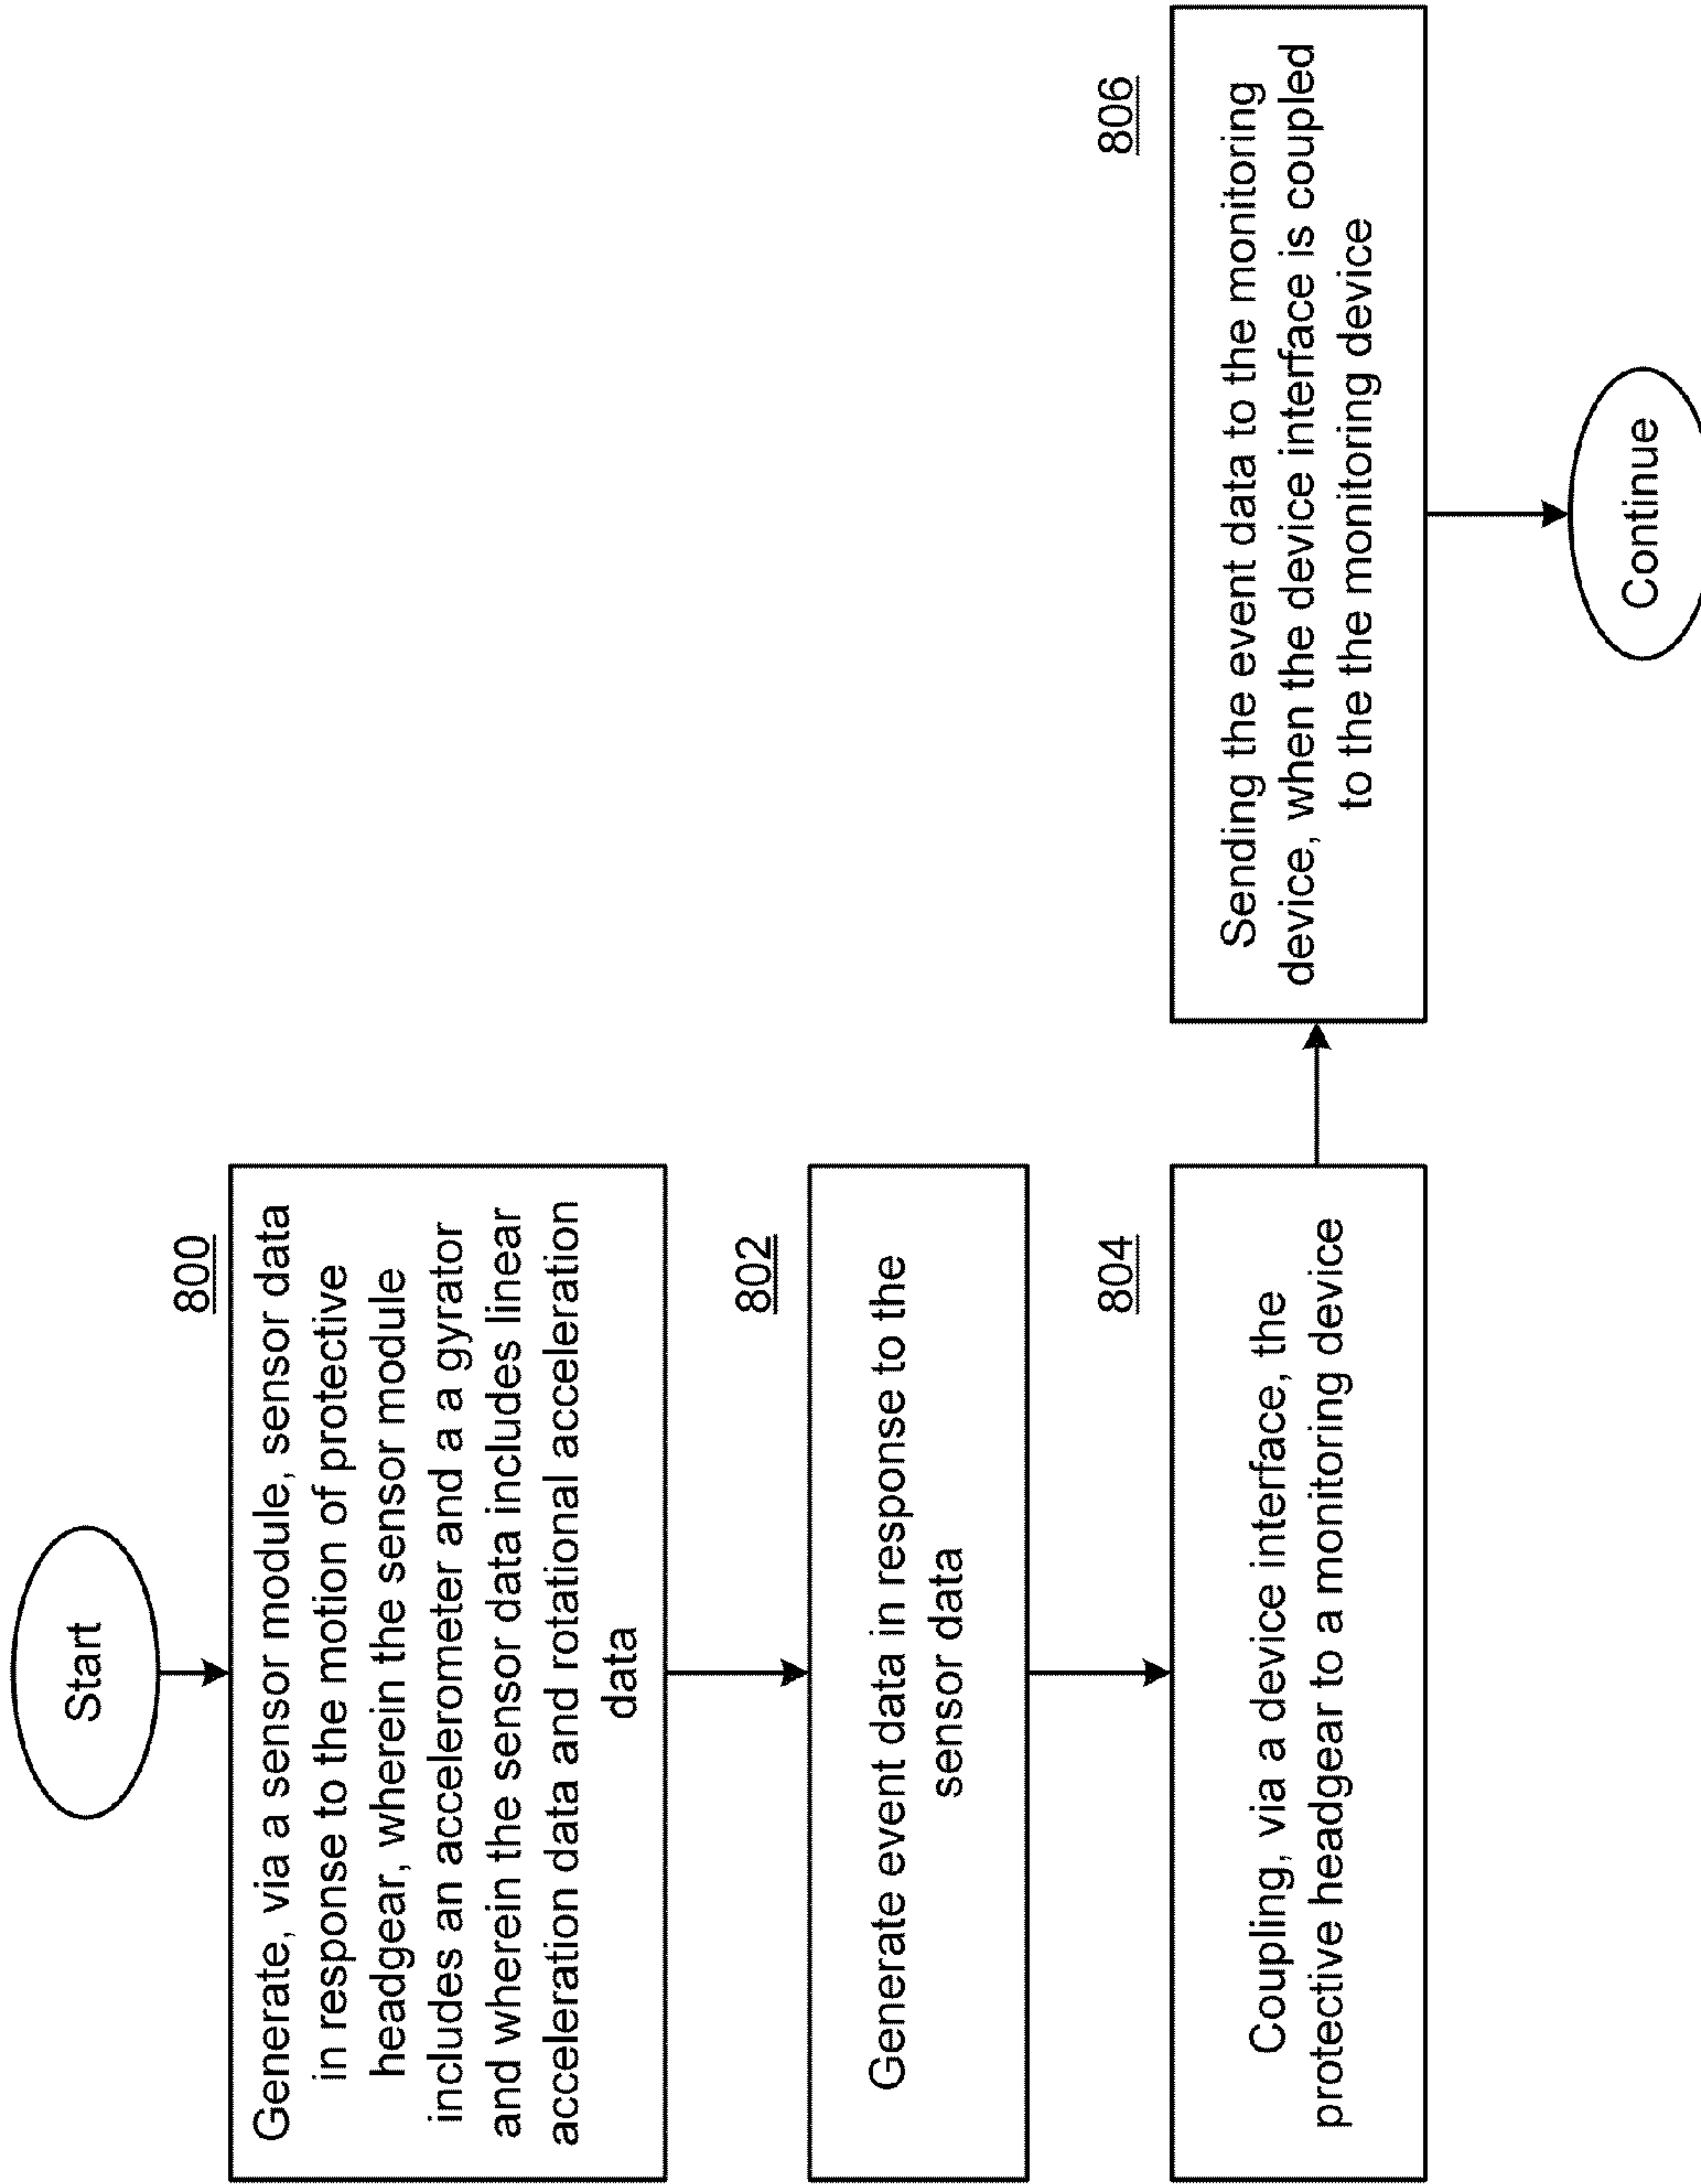 Start
800
Generate, via a sensor module, sensor data
in response to the motion of protective
headgear, wherein the sensor module
includes an accelerometer and a a gyrator
and wherein the sensor data includes linear
acceleration data and rotational acceleration
data
802
Generate event data in response to the
sensor data
804
Coupling, via a device interface, the
protective headgear to a monitoring device
806
Sending the event data to the monitoring
device, when the device interface is coupled
to the the monitoring device
Continue